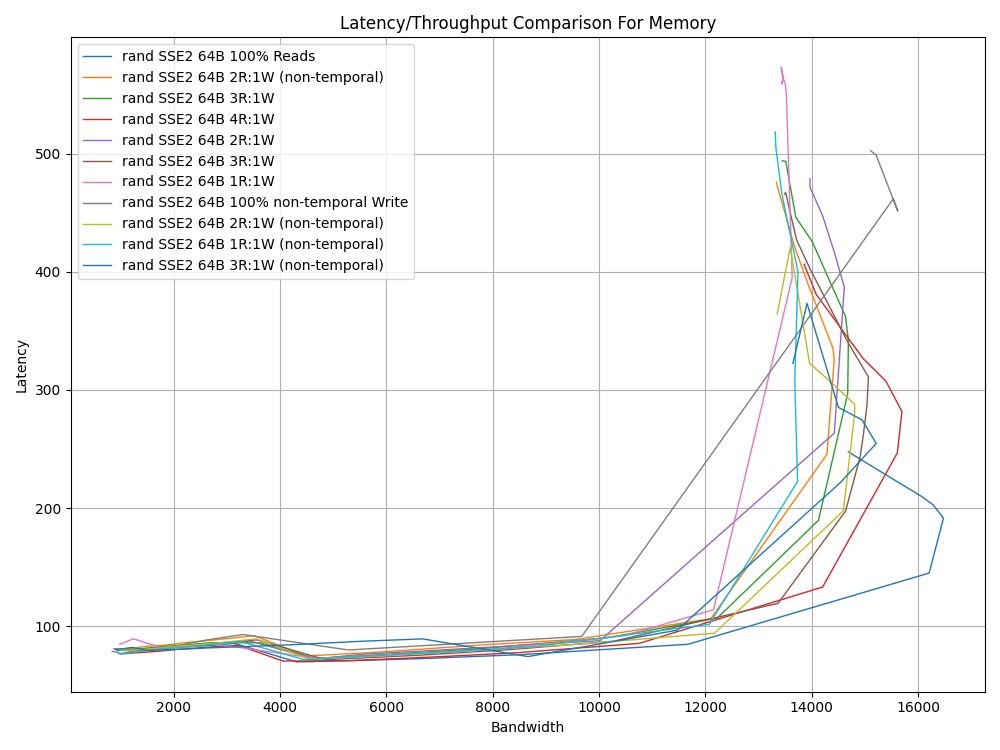 Latency/Throughput Comparison For Memory
rand SSE2 64B 100% Reads
rand SSE2 64B 2R:1W (non-temporal)
rand SSE2 64B 3R:1W
rand SSE2 64B 4R:1W
rand SSE2 64B 2R:1W
rand SSE2 64B 3R:1W
rand SSE2 64B 1R:1W
rand SSE2 64B 100% non-temporal Write
rand SSE2 64B 2R:1W (non-temporal)
rand SSE2 64B 1R:1W (non-temporal)
rand SSE2 64B 3R:1W (non-temporal)
500
400
300
200
100
Latency
2000 4000 6000 8000 10000 12000 14000 16000
Bandwidth